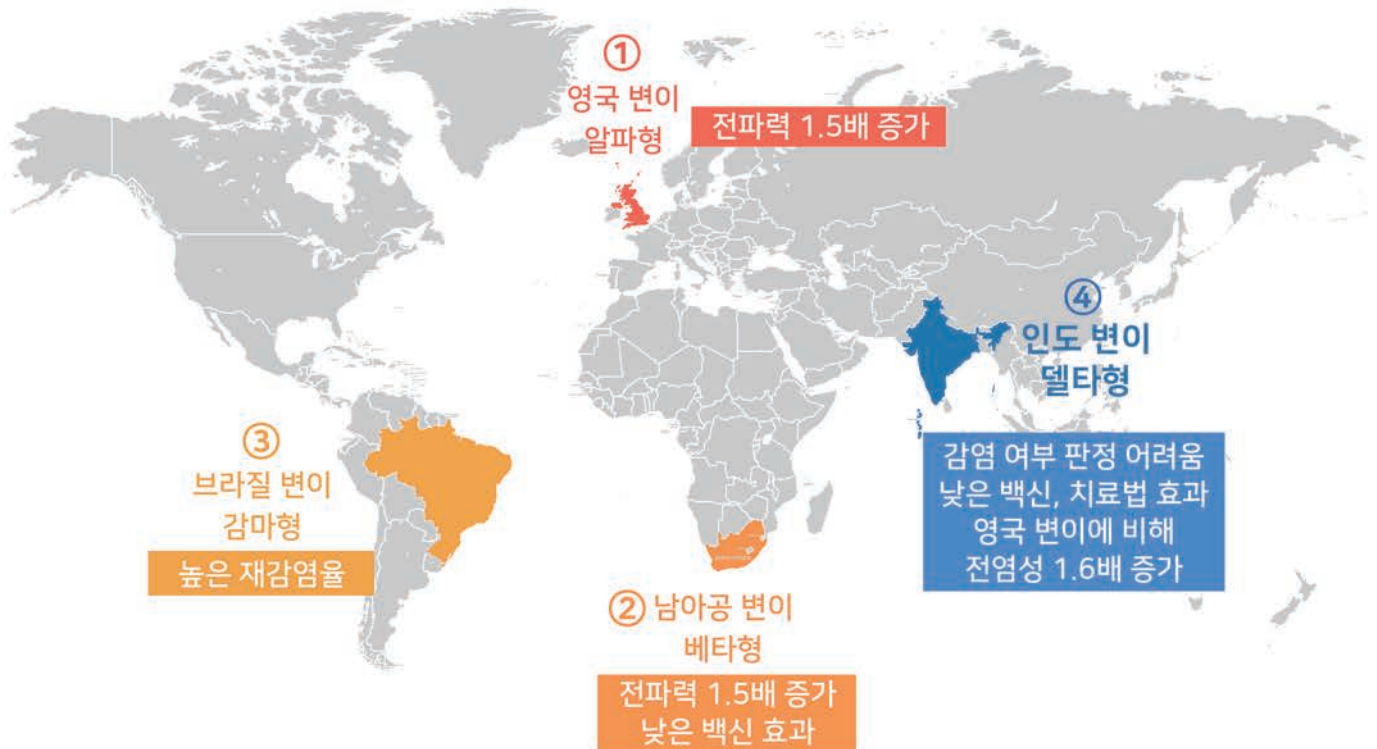 ①
영국 변이
알파형
전파력 1.5배 증가
④
인도 변이
델타형
감염 여부 판정 어려움
낮은 백신, 치료법 효과
영국 변이에 비해
전염성 1.6배 증가
③
브라질 변이
감마형
높은 재감염율
② 남아공 변이
베타형
전파력 1.5배 증가
낮은 백신 효과